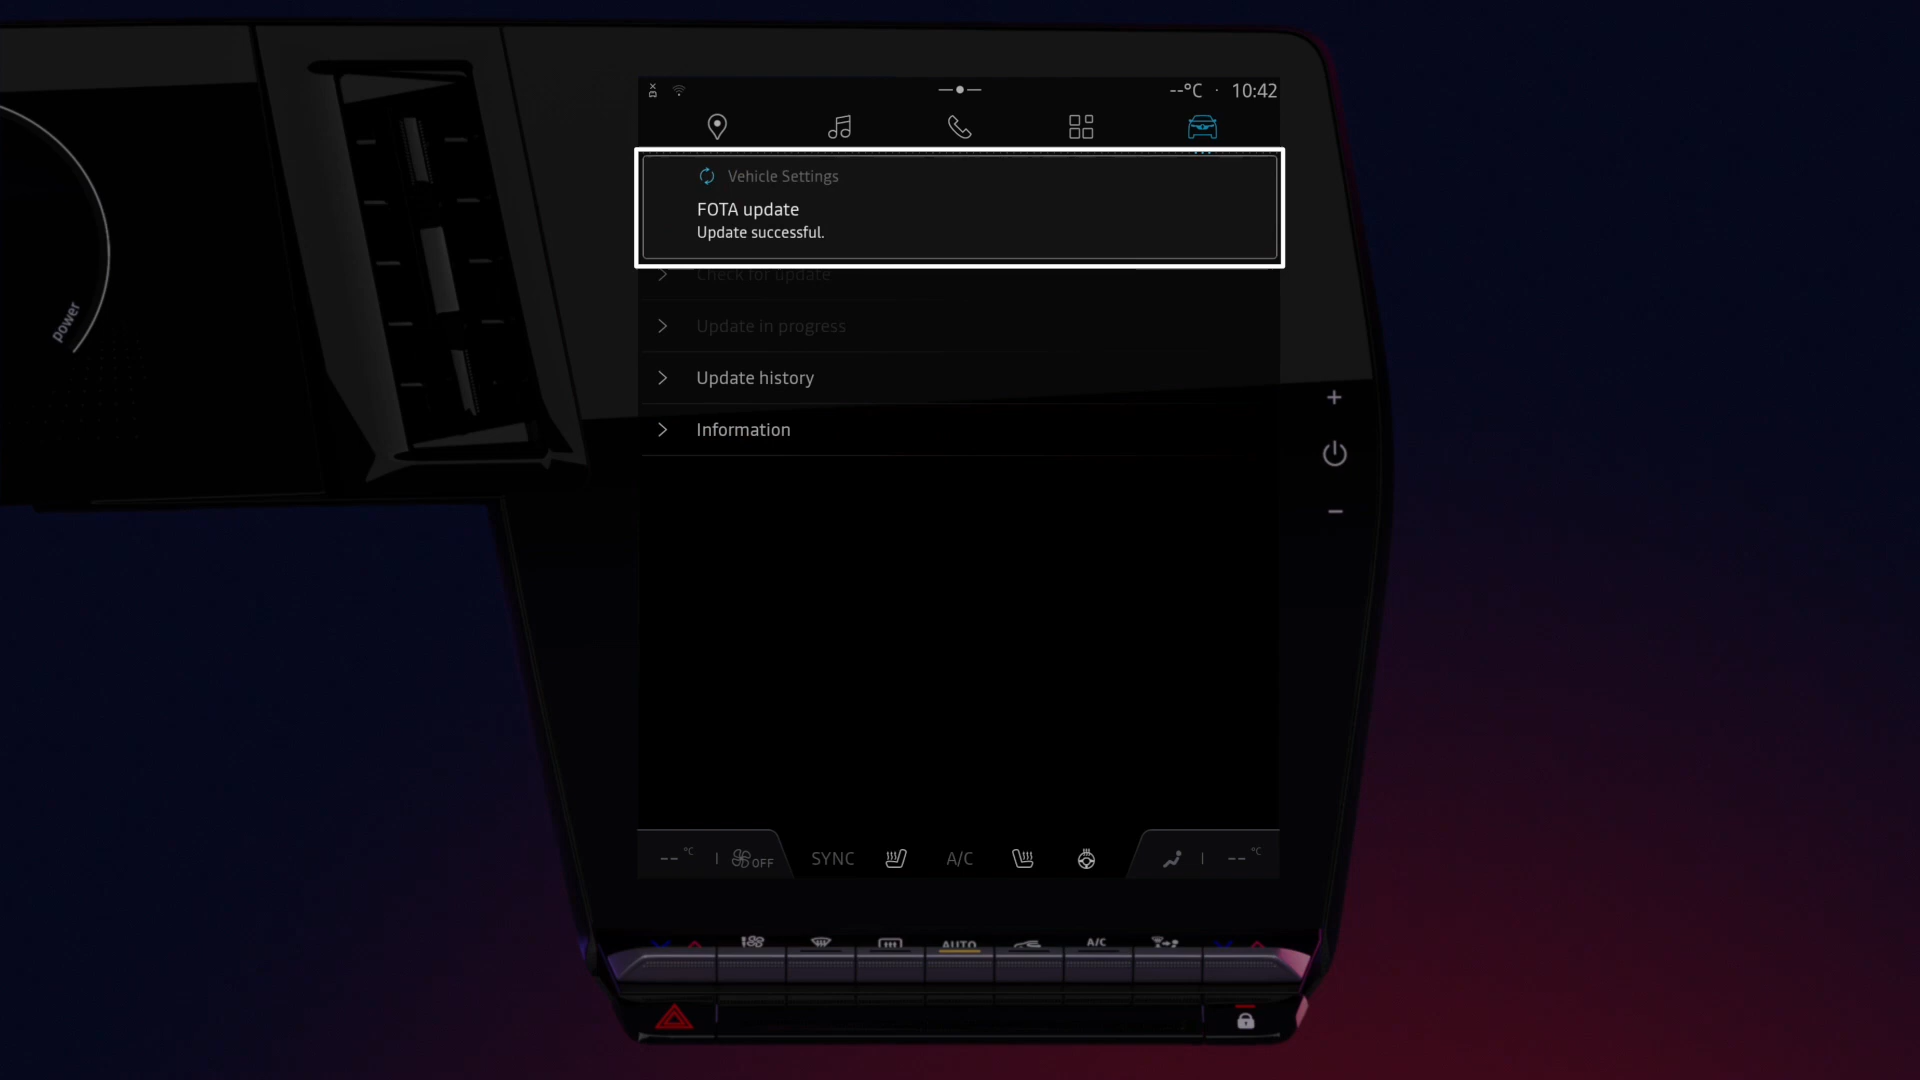 --°C · 10:42
Vehicle Settings
FOTA update
Update successful.
Check for update
Update in progress
Update history
Information
power
-- °C
OFF
SYNC
A/C
-- °C
AUTO
A/C